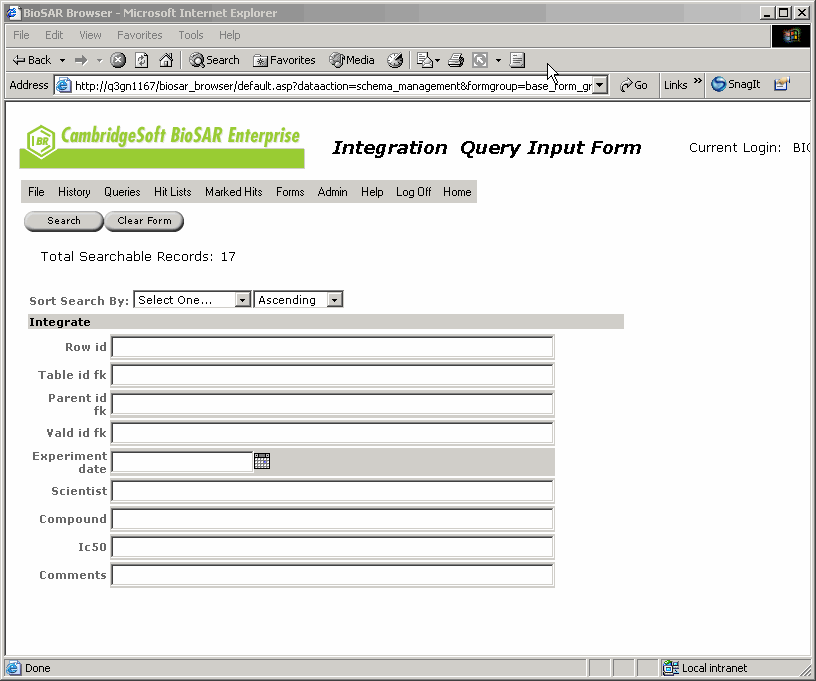 BioSAR Browser - Microsoft Internet Explorer
File Edit View Favorites Tools Help
Back Search Favorites Media
Address http://q3gn1167/biosar_browser/default.asp?dataaction=schema_management&formgroup=base_form_gr Go Links » SnagIt
LBR CambridgeSoft BioSAR Enterprise
Integration Query Input Form
Current Login: BIO
File History Queries Hit Lists Marked Hits Forms Admin Help Log Off Home
Search Clear Form
Total Searchable Records: 17
Sort Search By: Select One... Ascending
Integrate
Row id
Table id fk
Parent id
fk
Vald id fk
Experiment
date
Scientist
Compound
Ic50
Comments
Done Local intranet